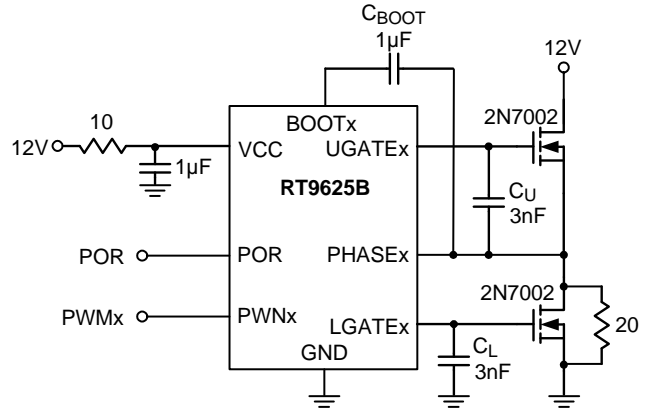 CBOOT
1µF
12V
10
12V
1µF
BOOTx
VCC
UGATEx
2N7002
RT9625B
CU
3nF
POR
POR
PHASEx
PWMx
PWNx
2N7002
LGATEx
20
GND
CL
3nF